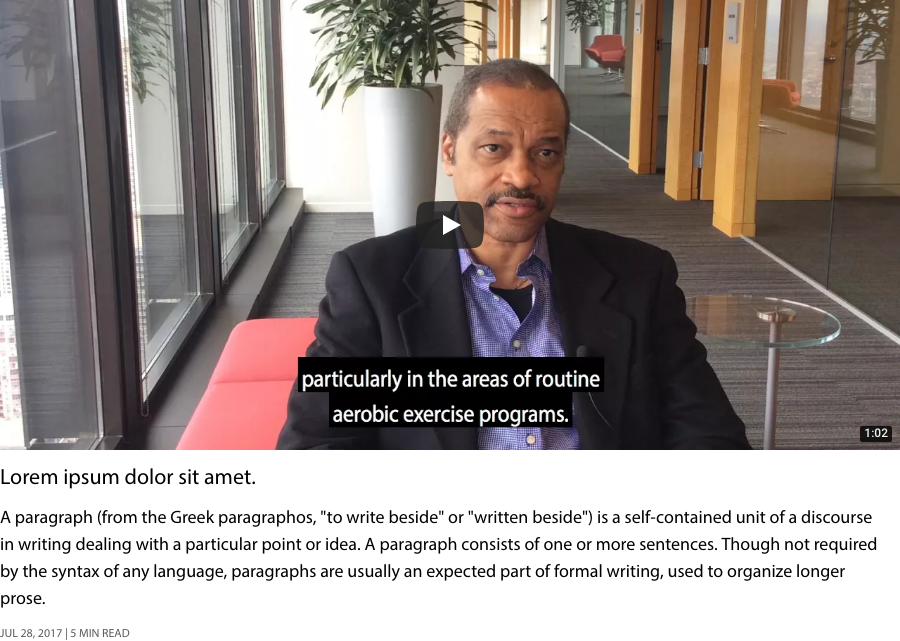 particularly in the areas of routine
aerobic exercise programs.
1:02
Lorem ipsum dolor sit amet.
A paragraph (from the Greek paragraphos, "to write beside" or "written beside") is a self-contained unit of a discourse
in writing dealing with a particular point or idea. A paragraph consists of one or more sentences. Though not required
by the syntax of any language, paragraphs are usually an expected part of formal writing, used to organize longer
prose.
JUL 28, 2017 | 5 MIN READ